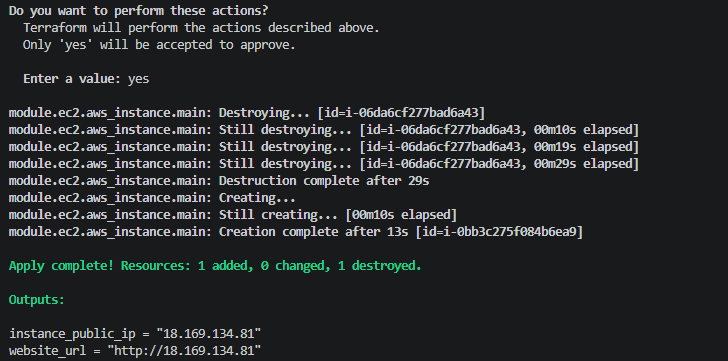 Do you want to perform these actions?
Terraform will perform the actions described above.
Only 'yes' will be accepted to approve.
Enter a value: yes
module.ec2.aws_instance.main: Destroying... [id=i-06da6cf277bad6a43]
module.ec2.aws_instance.main: Still destroying... [id=i-06da6cf277bad6a43, 00m10s elapsed]
module.ec2.aws_instance.main: Still destroying... [id=i-06da6cf277bad6a43, 00m19s elapsed]
module.ec2.aws_instance.main: Still destroying... [id=i-06da6cf277bad6a43, 00m29s elapsed]
module.ec2.aws_instance.main: Destruction complete after 29s
module.ec2.aws_instance.main: Creating...
module.ec2.aws_instance.main: Still creating... [00m10s elapsed]
module.ec2.aws_instance.main: Creation complete after 13s [id=i-0bb3c275f084b6ea9]
Apply complete! Resources: 1 added, 0 changed, 1 destroyed.
Outputs:
instance_public_ip = "18.169.134.81"
website_url = "http://18.169.134.81"